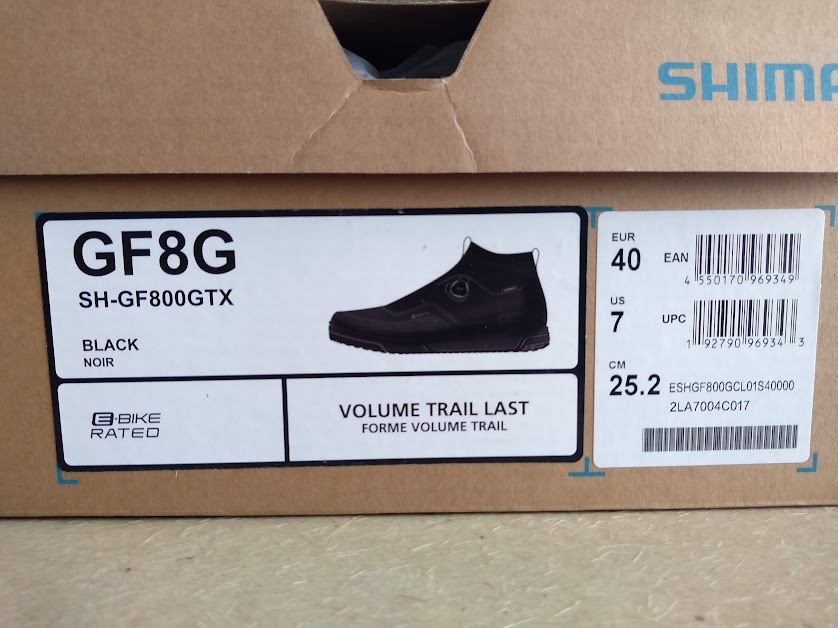 SHIMA
GF8G
SH-GF800GTX
BLACK
NOIR
E-BIKE
RATED
VOLUME TRAIL LAST
FORME VOLUME TRAIL
EUR
40
EAN
4 550170 969349
US
7
UPC
1 92790 96934 3
CM
25.2
ESHGF800GCL01S40000
2LA7004C017